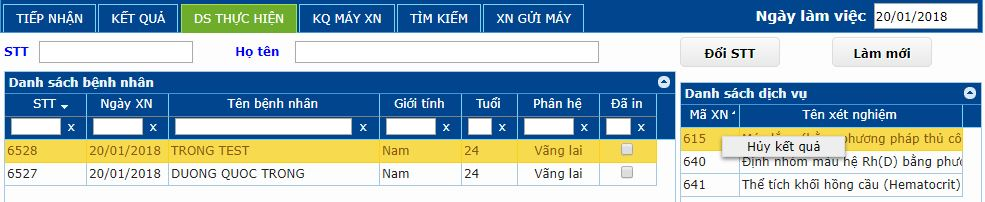 TIẾP NHẬN KẾT QUẢ DS THỰC HIỆN KQ MÁY XN TÌM KIẾM XN GỬI MÁY Ngày làm việc 20/01/2018
STT Họ tên Đổi STT Làm mới
Danh sách bệnh nhân
STT Ngày XN Tên bệnh nhân Giới tính Tuổi Phân hệ Đã in
x x x x x x x
6528 20/01/2018 TRONG TEST Nam 24 Vãng lai
6527 20/01/2018 DUONG QUOC TRONG Nam 24 Vãng lai
Danh sách dịch vụ
Mã XN Tên xét nghiệm
615 phương pháp thủ cô
Hủy kết quả
640 Định nhóm máu hệ Rh(D) bằng phươ
641 Thể tích khối hồng cầu (Hematocrit)